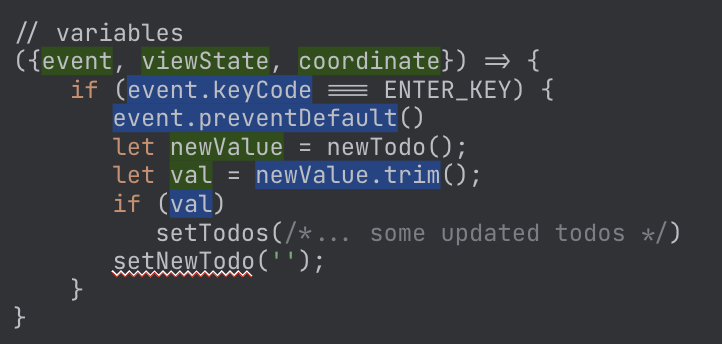 // variables
({event, viewState, coordinate}) => {
    if (event.keyCode === ENTER_KEY) {
       event.preventDefault()
       let newValue = newTodo();
       let val = newValue.trim();
       if (val)
          setTodos(/*... some updated todos */)
       setNewTodo('');
    }
}